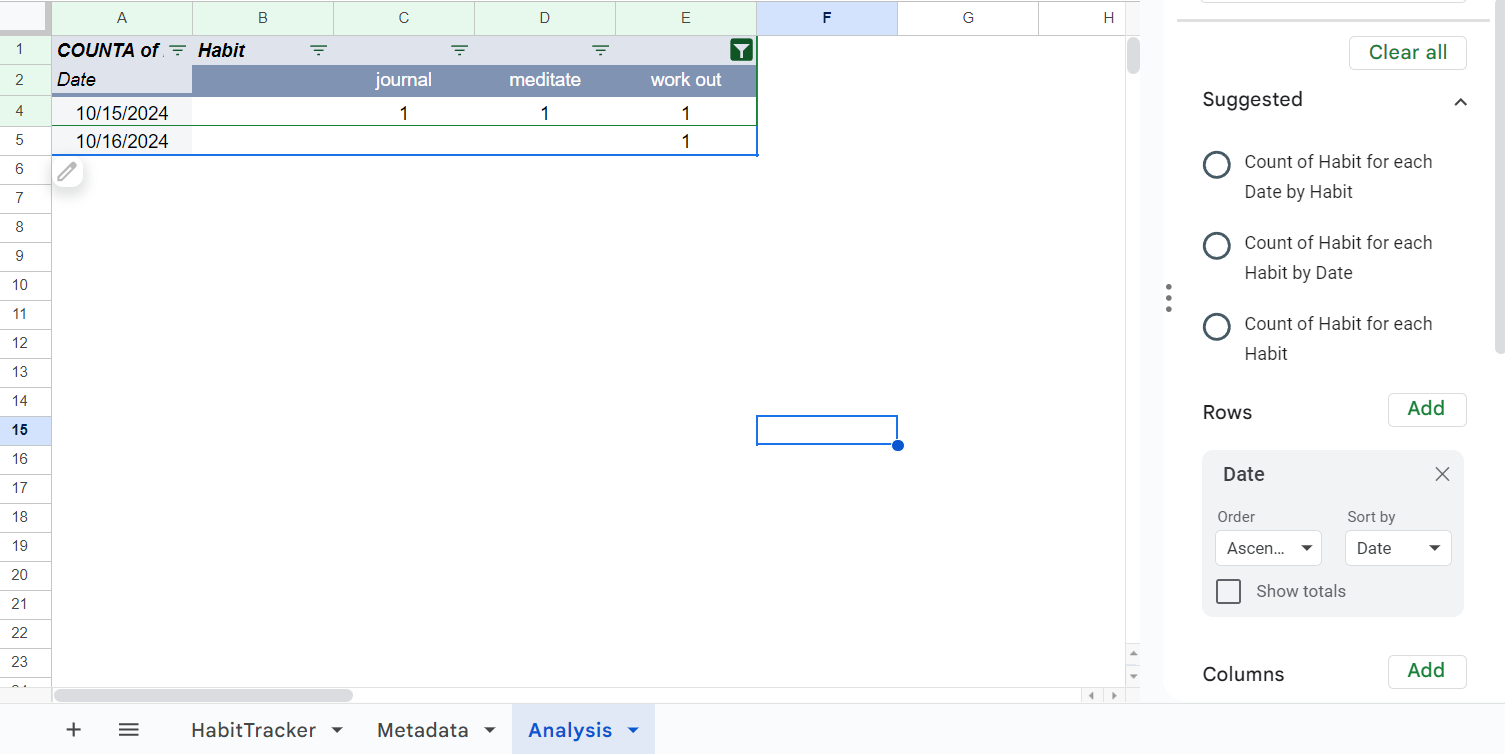 A B C D E F G H
1 COUNTA of Habit
2 Date journal meditate work out
4 10/15/2024 1 1 1
5 10/16/2024 1
6
7
8
9
10
11
12
13
14
15
16
17
18
19
20
21
22
23
Clear all
Suggested
Count of Habit for each
Date by Habit
Count of Habit for each
Habit by Date
Count of Habit for each
Habit
Rows Add
Date
Order Sort by
Ascen... Date
Show totals
Columns Add
HabitTracker Metadata Analysis